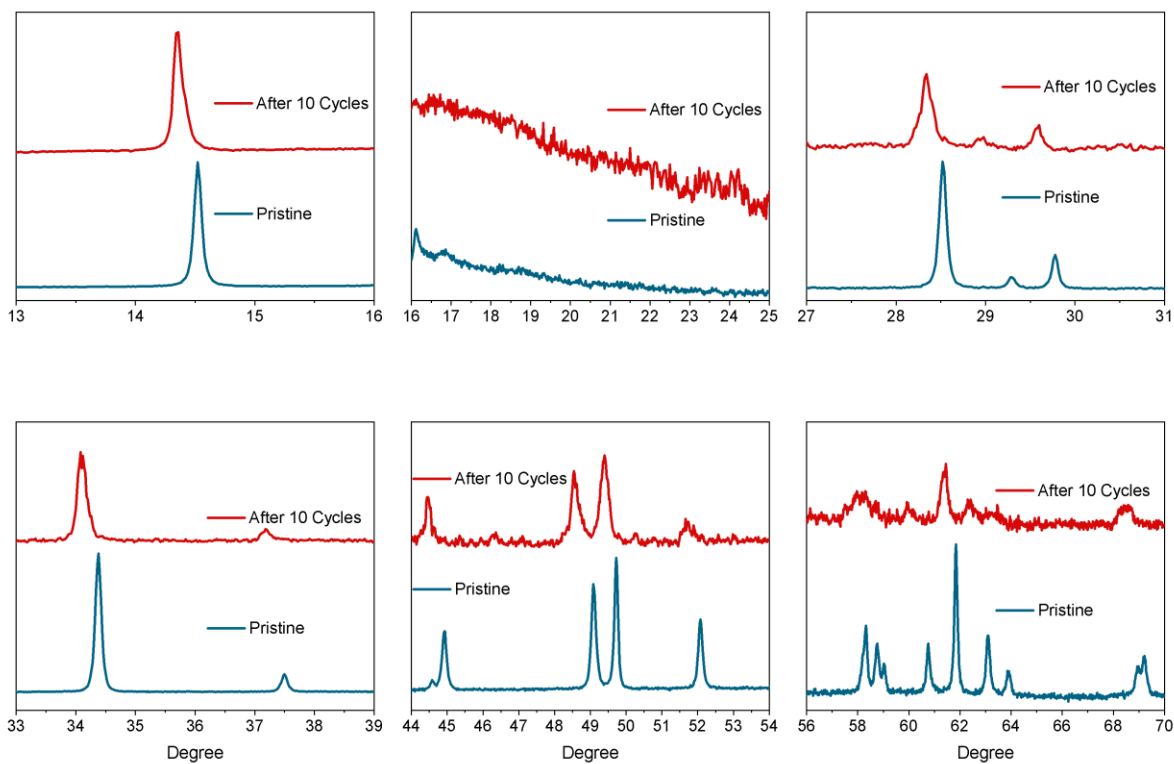 After 10 Cycles
Pristine
13 14 15 16
After 10 Cycles
Pristine
16 16 17 18 19 20 21 22 23 24 25
After 10 Cycles
Pristine
27 28 29 30 31
After 10 Cycles
Pristine
33 34 35 36 37 38 39
Degree
After 10 Cycles
Pristine
44 44 46 47 48 49 50 51 52 53 54
Degree
After 10 Cycles
Pristine
56 58 60 62 64 66 68 70
Degree